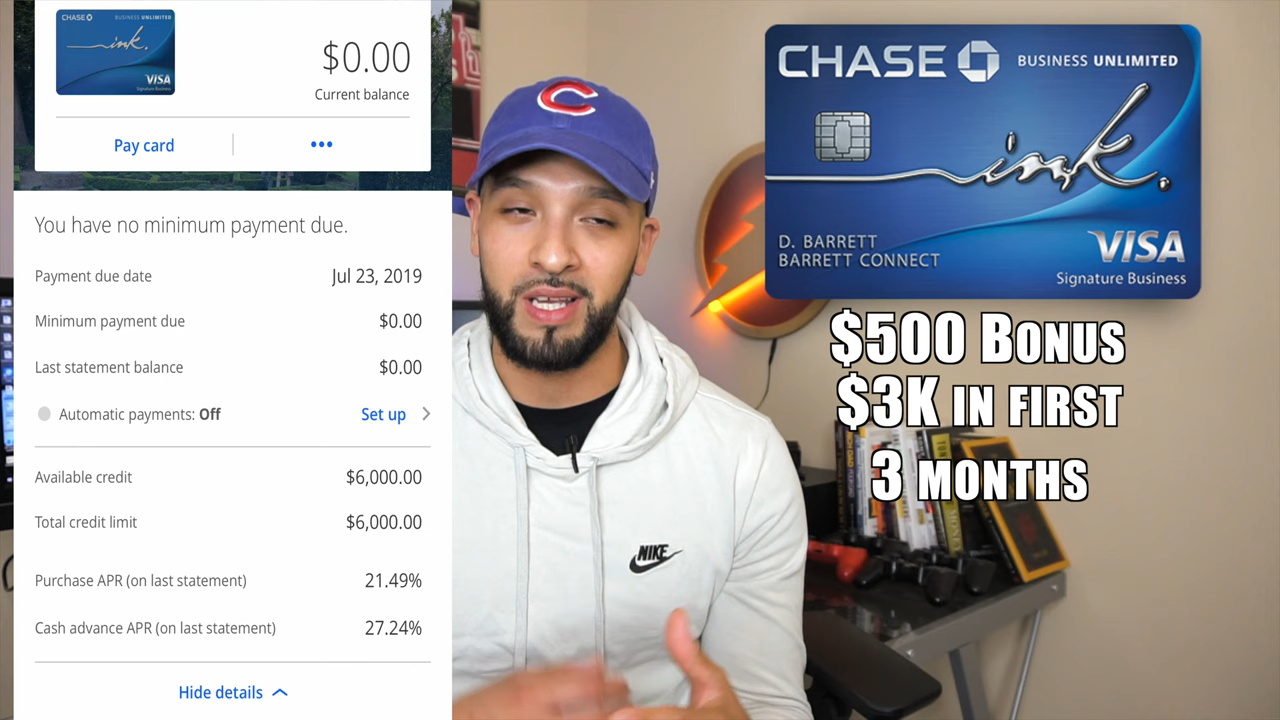 CHASE
BUSINESS UNLIMITED
ink.
VISA
Signature Business
$0.00
Current balance
Pay card
You have no minimum payment due.
Payment due date Jul 23, 2019
Minimum payment due $0.00
Last statement balance $0.00
Automatic payments: Off Set up
Available credit $6,000.00
Total credit limit $6,000.00
Purchase APR (on last statement) 21.49%
Cash advance APR (on last statement) 27.24%
Hide details
C
NIKE
CHASE BUSINESS UNLIMITED
ink.
D. BARRETT
BARRETT CONNECT
VISA
Signature Business
$500 BONUS
$3K IN FIRST
3 MONTHS